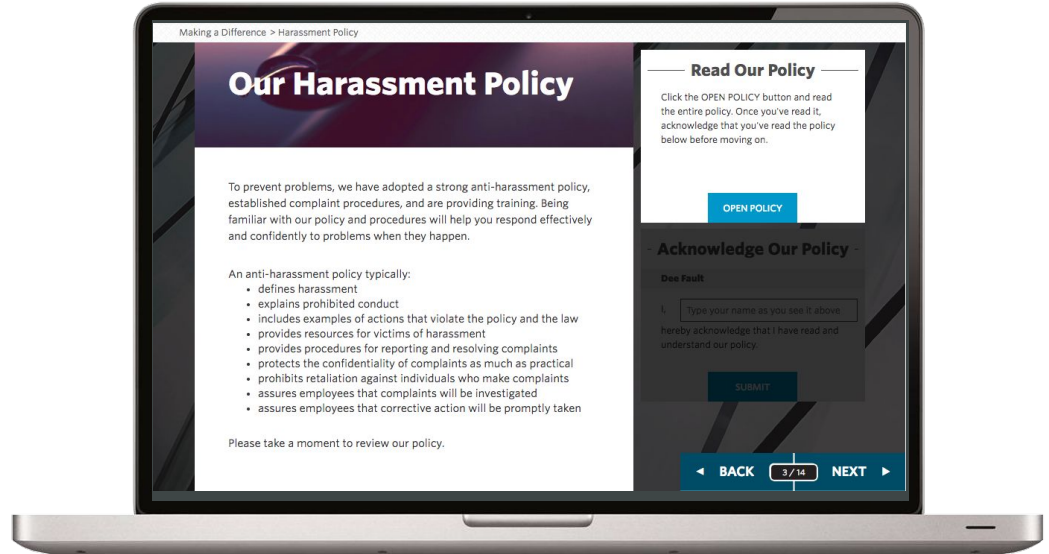 Making a Difference > Harassment Policy
Our Harassment Policy
To prevent problems, we have adopted a strong anti-harassment policy,
established complaint procedures, and are providing training. Being
familiar with our policy and procedures will help you respond effectively
and confidently to problems when they happen.
An anti-harassment policy typically:
• defines harassment
• explains prohibited conduct
• includes examples of actions that violate the policy and the law
• provides resources for victims of harassment
• provides procedures for reporting and resolving complaints
• protects the confidentiality of complaints as much as practical
• prohibits retaliation against individuals who make complaints
• assures employees that complaints will be investigated
• assures employees that corrective action will be promptly taken
Please take a moment to review our policy.
Read Our Policy
Click the OPEN POLICY button and read
the entire policy. Once you've read it,
acknowledge that you've read the policy
below before moving on.
OPEN POLICY
Acknowledge Our Policy
Dee Fault
I, Type your name as you see it above
hereby acknowledge that I have read and
understand our policy.
SUBMIT
◄ BACK 3 / 14 NEXT ►